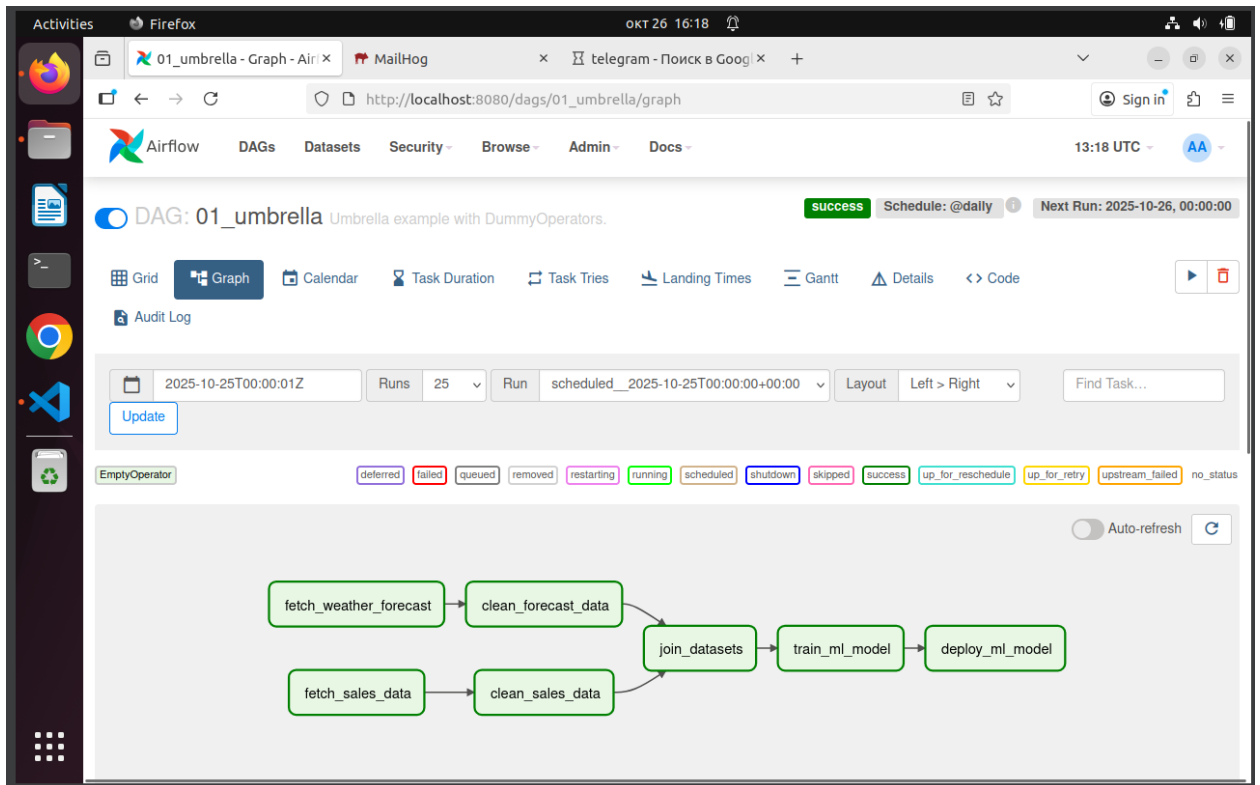 Activities Firefox окт 26 16:18
01_umbrella - Graph - Airf MailHog telegram - Поиск в Googl
http://localhost:8080/dags/01_umbrella/graph Sign in
Airflow DAGs Datasets Security Browse Admin Docs 13:18 UTC AA
DAG: 01_umbrella Umbrella example with DummyOperators. success Schedule: @daily Next Run: 2025-10-26, 00:00:00
Grid Graph Calendar Task Duration Task Tries Landing Times Gantt Details Code
Audit Log
2025-10-25T00:00:01Z Runs 25 Run scheduled__2025-10-25T00:00:00+00:00 Layout Left > Right Find Task...
Update
EmptyOperator deferred failed queued removed restarting running scheduled shutdown skipped success up_for_reschedule up_for_retry upstream_failed no_status
Auto-refresh
fetch_weather_forecast clean_forecast_data
join_datasets train_ml_model deploy_ml_model
fetch_sales_data clean_sales_data